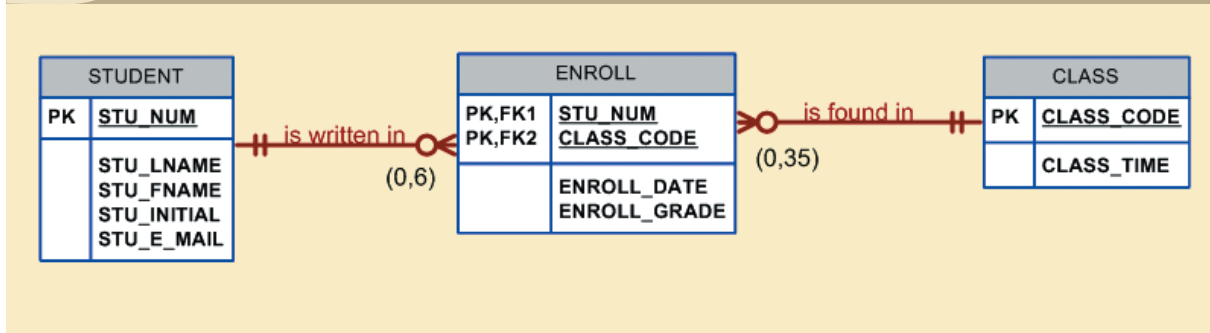 STUDENT
PK STU_NUM
STU_LNAME
STU_FNAME
STU_INITIAL
STU_E_MAIL
is written in
(0,6)
ENROLL
PK,FK1 STU_NUM
PK,FK2 CLASS_CODE
ENROLL_DATE
ENROLL_GRADE
is found in
(0,35)
CLASS
PK CLASS_CODE
CLASS_TIME